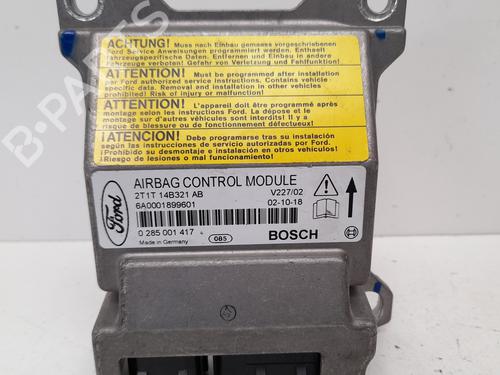 ACHTUNG! Muss nach Einbau gemaess vorgeschriebenen
Ford Service Anweisungen programmiert werden. Enthaelt
fahrzeugspezifische Daten. Entfernen und Einbau in andere
Fahrzeuge verboten! Gefahr von Verletzung und Fehlfunktion!
ATTENTION! Must be programmed after installation
per Ford authorized service instructions. Contains vehicle
specific data. Removal and installation in other vehicles
prohibited! Risk of injury or malfunction!
ATTENTION! L'appareil doit être programmé après
montage selon les instructions Ford. La dépose et le
montage sur d'autres véhicules sont interdits! Il y a
risque de blessure ou de fonctionnement défectueux!
¡ATENCION! Debe programarse tras su instalación
según las instrucciones de servicio autorizadas por Ford.
¡Prohibido su desmontaje e instalación en otros vehículos!
¡Riesgo de lesiones o mal funcionamiento!
Ford
AIRBAG CONTROL MODULE
2T1T 14B321 AB V227/02
6A0001899601 02-10-18
0 285 001 417
Made in Germany 085 BOSCH
B-PARTS